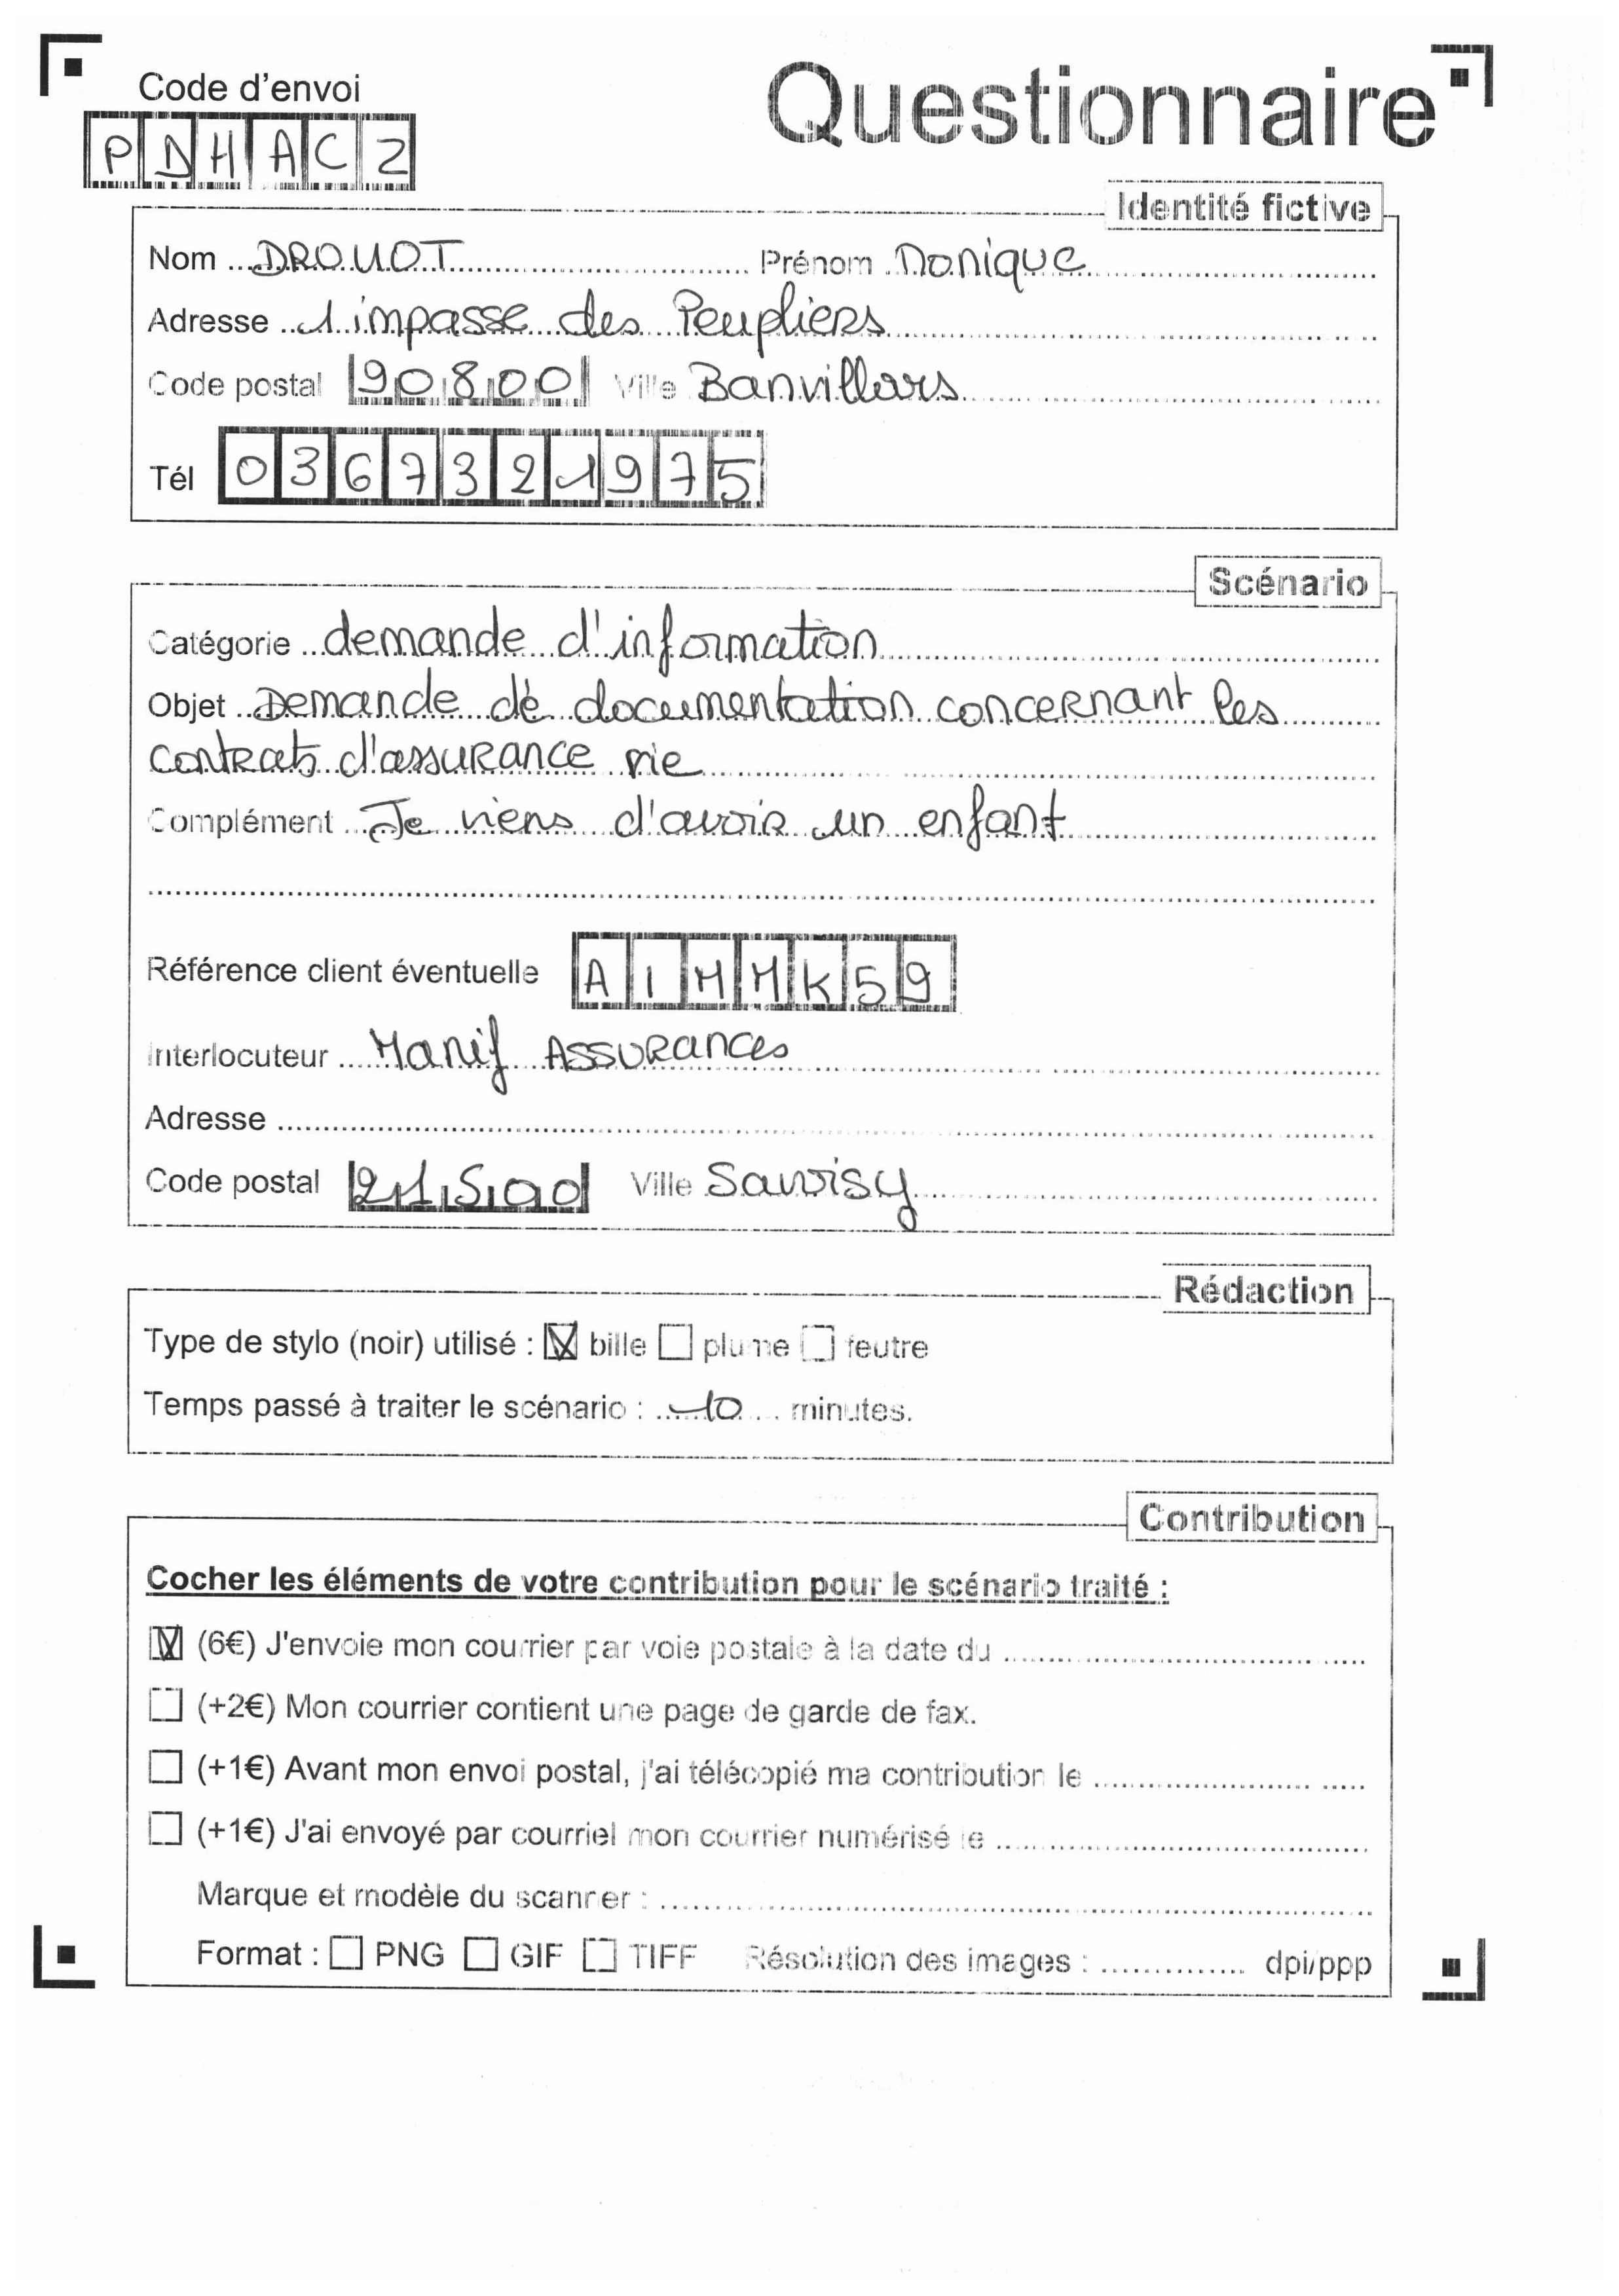 Code d'envoi
Questionnaire
PDHACZ
Identité fictive
Nom DROUOT Prénom Monique
Adresse 1 impasse des Peupliers
Code postal 90800 Ville Banvillars
Tél 0367321975
Scénario
Catégorie demande d'information
Objet Demande de documentation concernant les
contrats d'assurance vie
Complément Je viens d'avoir un enfant
Référence client éventuelle AIMMK59
Interlocuteur Manif Assurances
Adresse
Code postal 21500 Ville Savoisy
Rédaction
Type de stylo (noir) utilisé : bille plume feutre
Temps passé à traiter le scénario : 10 minutes.
Contribution
Cocher les éléments de votre contribution pour le scénario traité :
(6€) J'envoie mon courrier par voie postale à la date du
(+2€) Mon courrier contient une page de garde de fax.
(+1€) Avant mon envoi postal, j'ai télécopié ma contribution le
(+1€) J'ai envoyé par courriel mon courrier numérisé le
Marque et modèle du scanner :
Format : PNG GIF TIFF Résolution des images : dpi/ppp